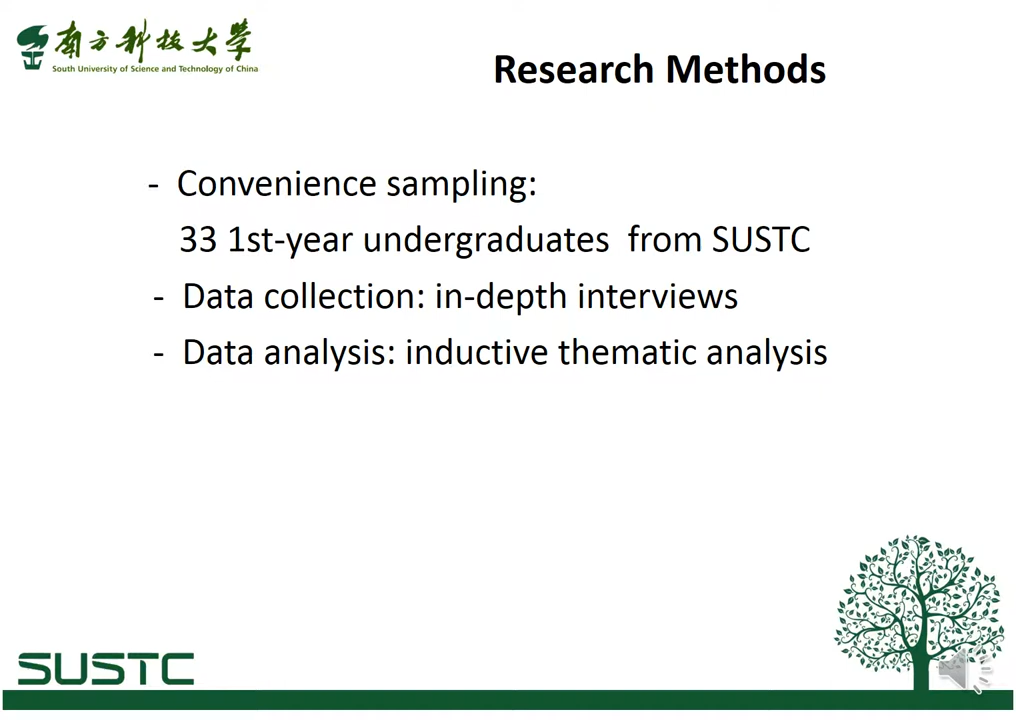 南方科技大学
South University of Science and Technology of China
Research Methods
- Convenience sampling:
33 1st-year undergraduates from SUSTC
- Data collection: in-depth interviews
- Data analysis: inductive thematic analysis
SUSTC